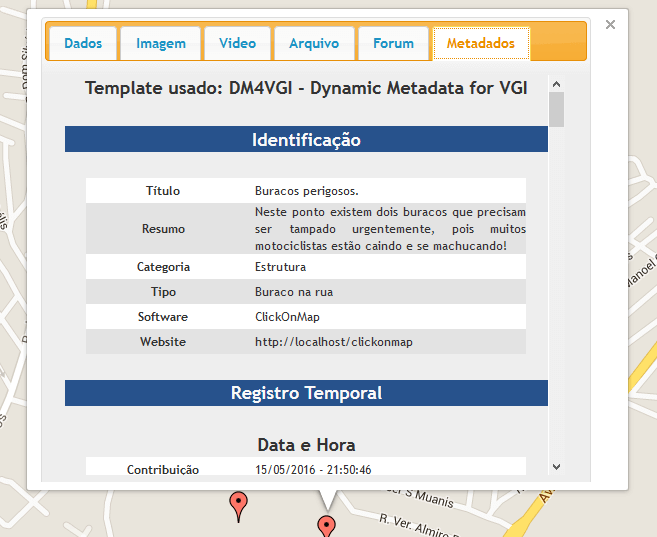 Dados Imagem Video Arquivo Forum Metadados
Template usado: DM4VGI - Dynamic Metadata for VGI
Identificação
Título Buracos perigosos.
Resumo Neste ponto existem dois buracos que precisam
ser tampado urgentemente, pois muitos
motociclistas estão caindo e se machucando!
Categoria Estrutura
Tipo Buraco na rua
Software ClickOnMap
Website http://localhost/clickonmap
Registro Temporal
Data e Hora
Contribuição 15/05/2016 - 21:50:46
S Muanis
R. Ver. Almiro
Av
R. Dom
Manoel